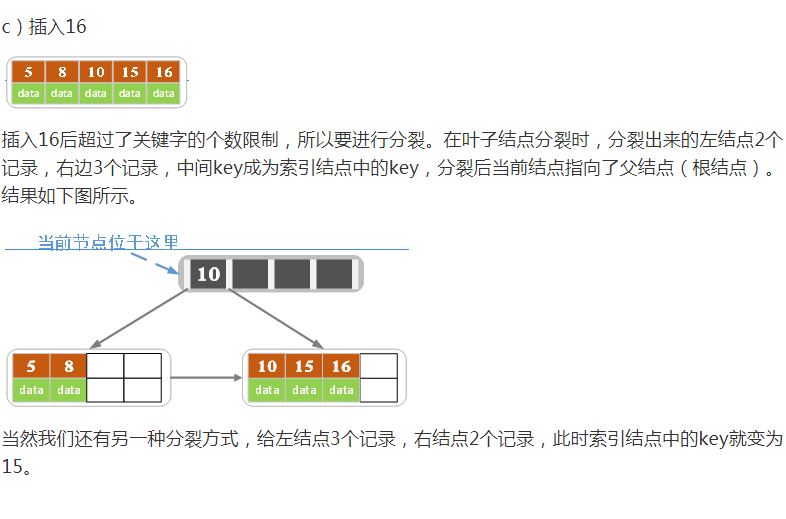 c）插入16
5 8 10 15 16
data data data data data
插入16后超过了关键字的个数限制，所以要进行分裂。在叶子结点分裂时，分裂出来的左结点2个
记录，右边3个记录，中间key成为索引结点中的key，分裂后当前结点指向了父结点（根结点）。
结果如下图所示。
当前节点位于这里
10
5 8
data data
10 15 16
data data data
当然我们还有另一种分裂方式，给左结点3个记录，右结点2个记录，此时索引结点中的key就变为
15。